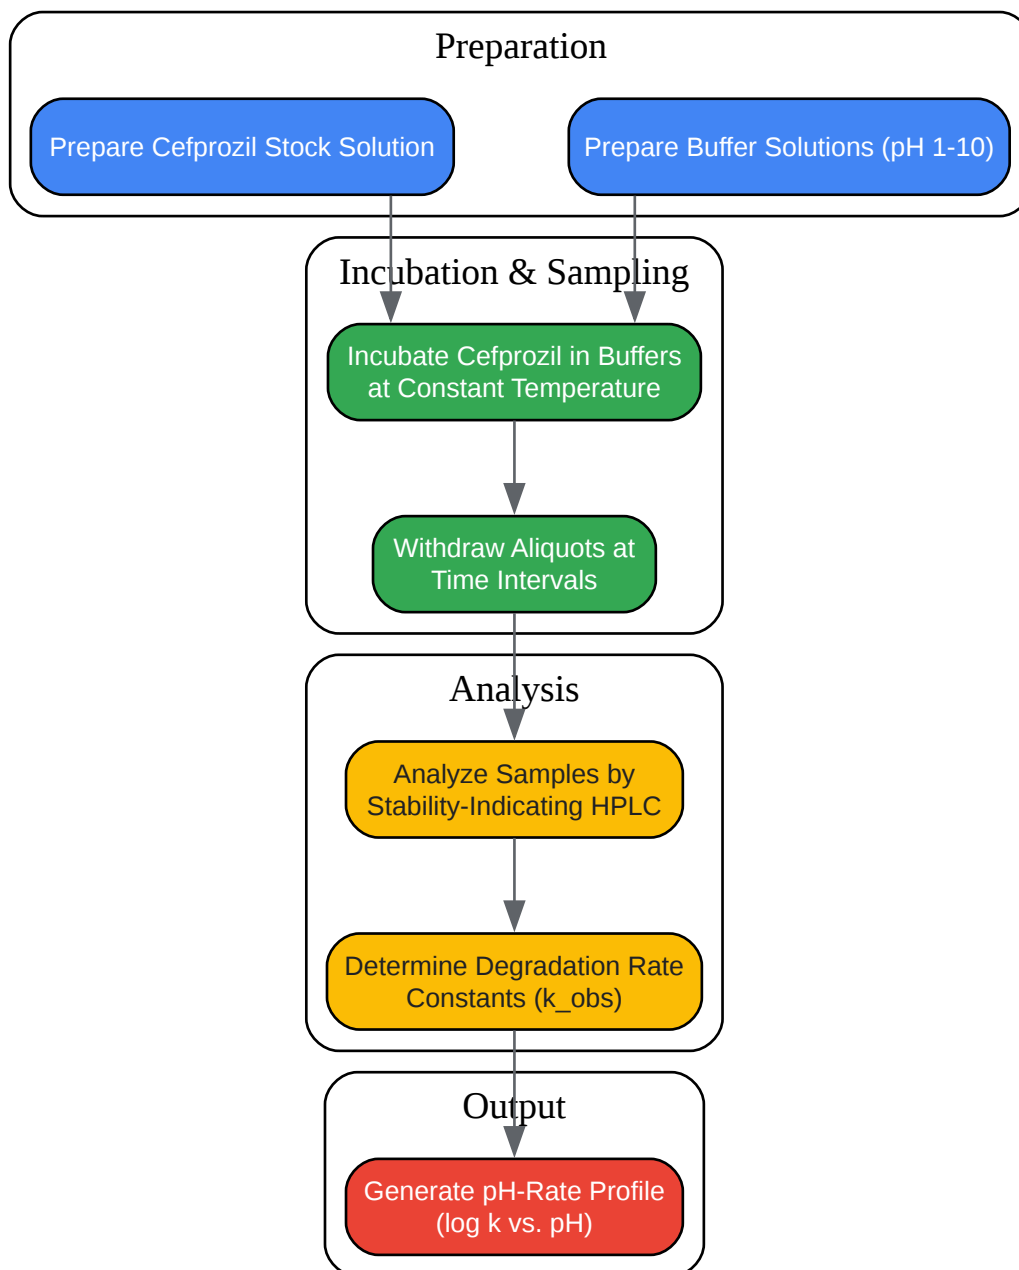 Preparation
Prepare Cefprozil Stock Solution
Prepare Buffer Solutions (pH 1-10)
Incubation & Sampling
Incubate Cefprozil in Buffers
at Constant Temperature
Withdraw Aliquots at
Time Intervals
Analysis
Analyze Samples by
Stability-Indicating HPLC
Determine Degradation Rate
Constants (k_obs)
Output
Generate pH-Rate Profile
(log k vs. pH)